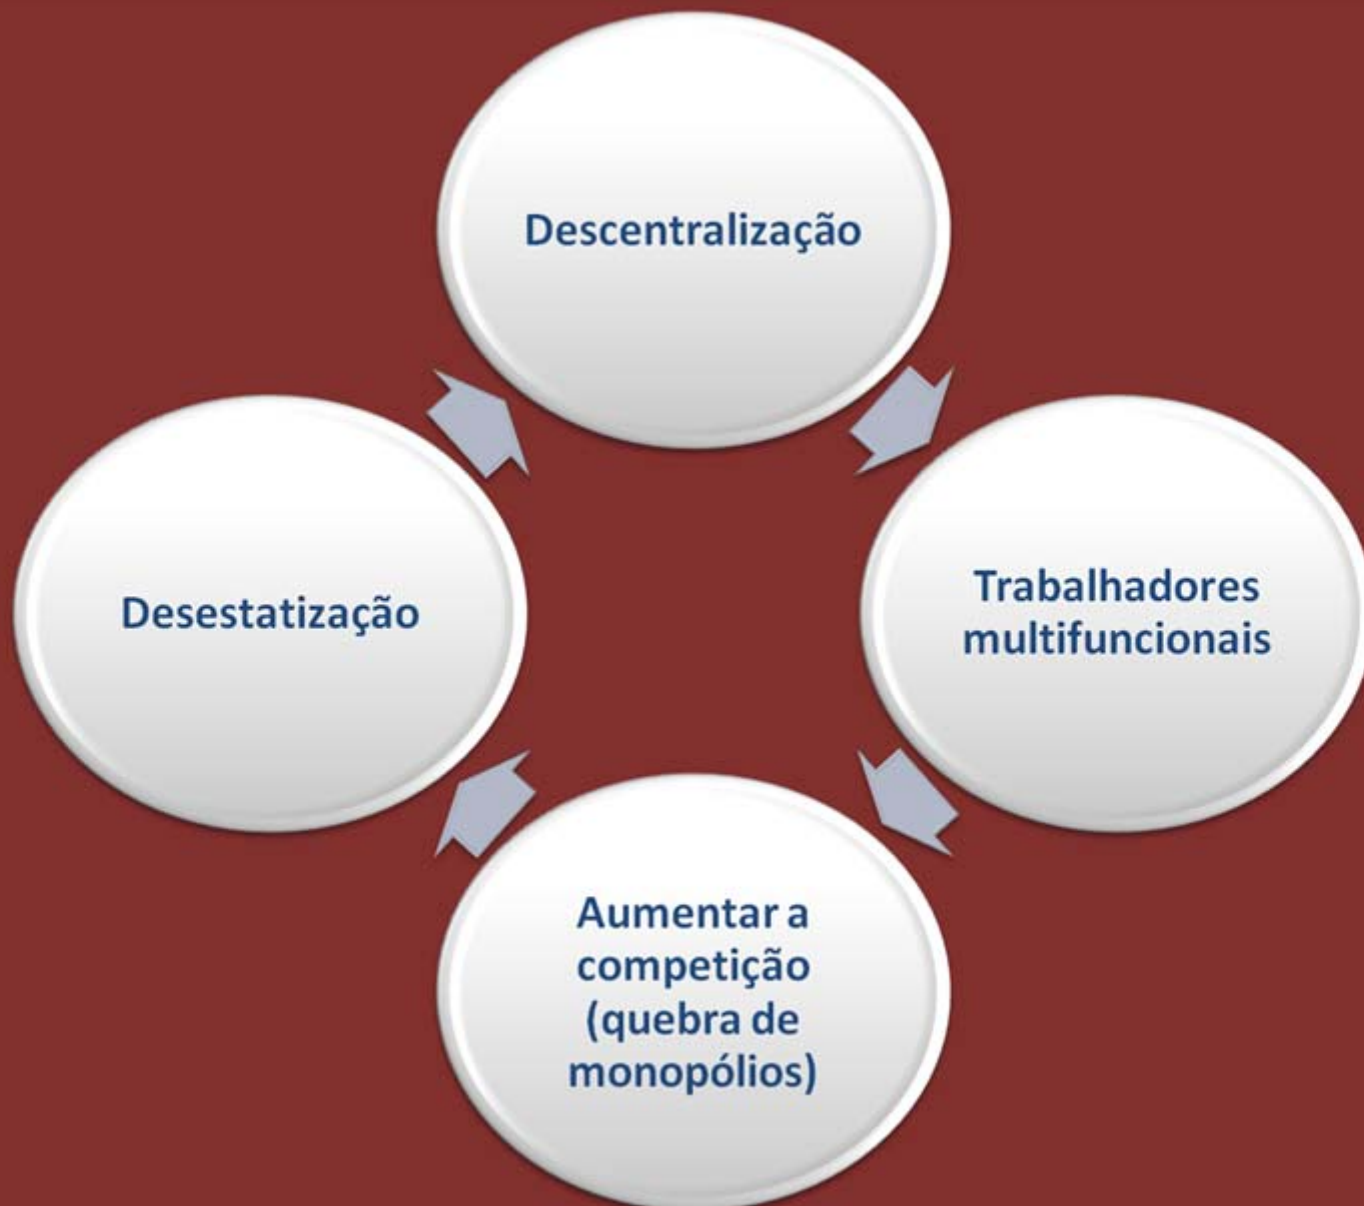 Descentralização
Trabalhadores
multifuncionais
Aumentar a
competição
(quebra de
monopólios)
Desestatização